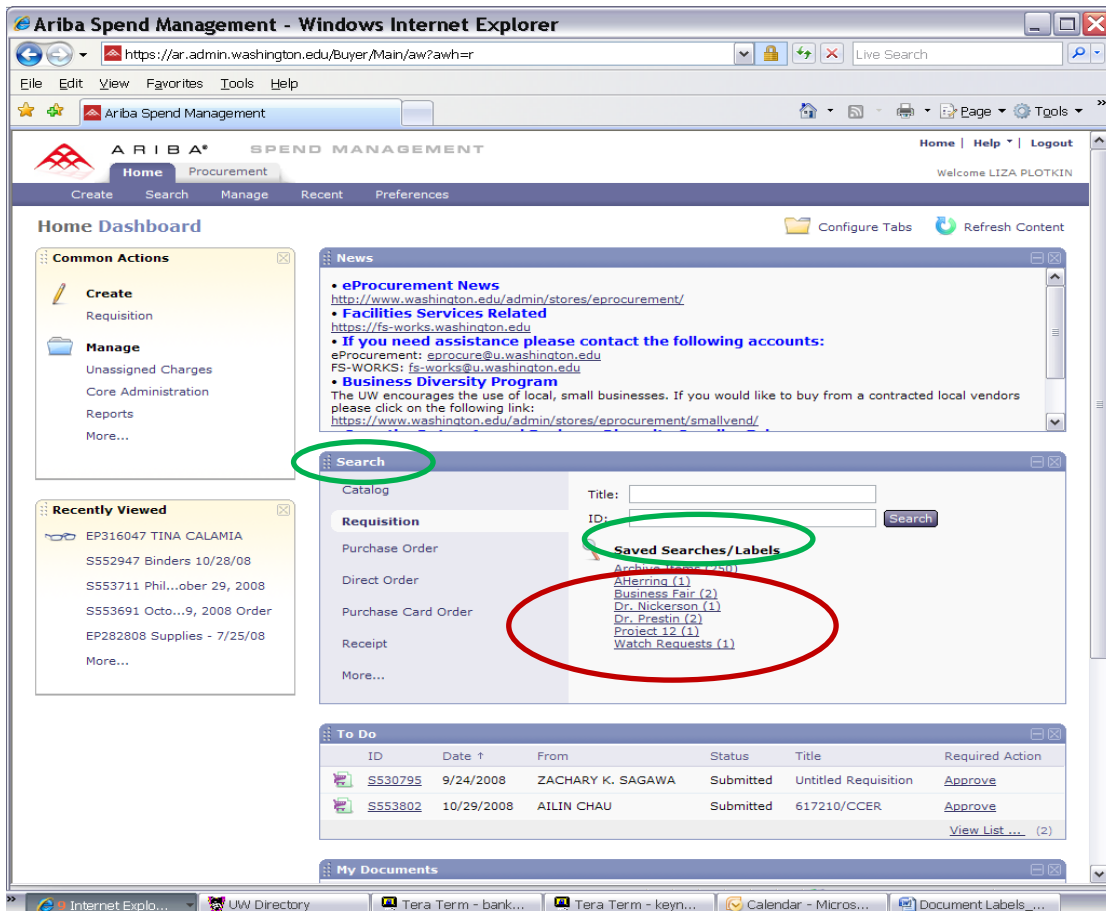 Ariba Spend Management - Windows Internet Explorer
https://ar.admin.washington.edu/Buyer/Main/aw?awh=r
Live Search
File Edit View Favorites Tools Help
Ariba Spend Management
Page Tools
ARIBA® SPEND MANAGEMENT
Home | Help | Logout
Home Procurement
Welcome LIZA PLOTKIN
Create Search Manage Recent Preferences
Home Dashboard
Configure Tabs Refresh Content
Common Actions
Create
Requisition
Manage
Unassigned Charges
Core Administration
Reports
More...
News
• eProcurement News
http://www.washington.edu/admin/stores/eprocurement/
• Facilities Services Related
https://fs-works.washington.edu
• If you need assistance please contact the following accounts:
eProcurement: eprocure@u.washington.edu
FS-WORKS: fs-works@u.washington.edu
• Business Diversity Program
The UW encourages the use of local, small businesses. If you would like to buy from a contracted local vendors
please click on the following link:
https://www.washington.edu/admin/stores/eprocurement/smallvend/
Recently Viewed
EP316047 TINA CALAMIA
S552947 Binders 10/28/08
S553711 Phil...ober 29, 2008
S553691 Octo...9, 2008 Order
EP282808 Supplies - 7/25/08
More...
Search
Catalog
Requisition
Purchase Order
Direct Order
Purchase Card Order
Receipt
More...
Title:
ID:
Search
Saved Searches/Labels
Archive Items (250)
AHerring (1)
Business Fair (2)
Dr. Nickerson (1)
Dr. Prestin (2)
Project 12 (1)
Watch Requests (1)
To Do
ID Date ↑ From Status Title Required Action
S530795 9/24/2008 ZACHARY K. SAGAWA Submitted Untitled Requisition Approve
S553802 10/29/2008 AILIN CHAU Submitted 617210/CCER Approve
View List ... (2)
My Documents
9 Internet Explo... UW Directory Tera Term - bank... Tera Term - keyn... Calendar - Micros... Document Labels_...